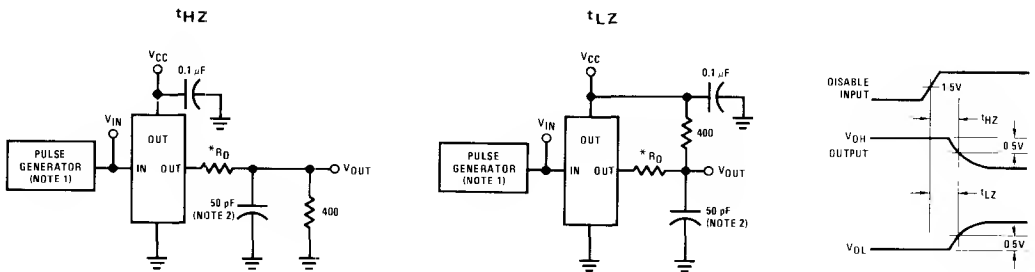 tHZ
VCC
0.1 μF
VIN
OUT
PULSE
GENERATOR
(NOTE 1)
IN
OUT
*RD
VOUT
50 pF
(NOTE 2)
400
tLZ
VCC
0.1 μF
VIN
OUT
400
PULSE
GENERATOR
(NOTE 1)
IN
OUT
*RD
VOUT
50 pF
(NOTE 2)
DISABLE
INPUT
1.5V
tHZ
VOH
OUTPUT
0.5V
tLZ
VOL
0.5V